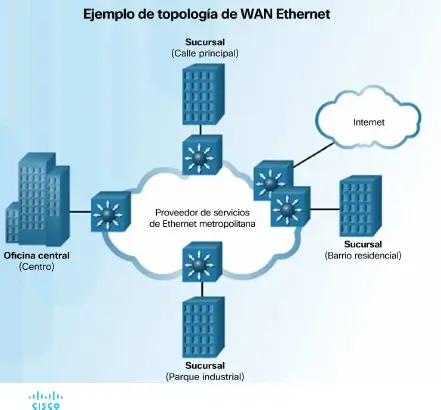 Ejemplo de topología de WAN Ethernet
Sucursal
(Calle principal)
Internet
Proveedor de servicios
de Ethernet metropolitana
Oficina central
(Centro)
Sucursal
(Barrio residencial)
Sucursal
(Parque industrial)
CISCO